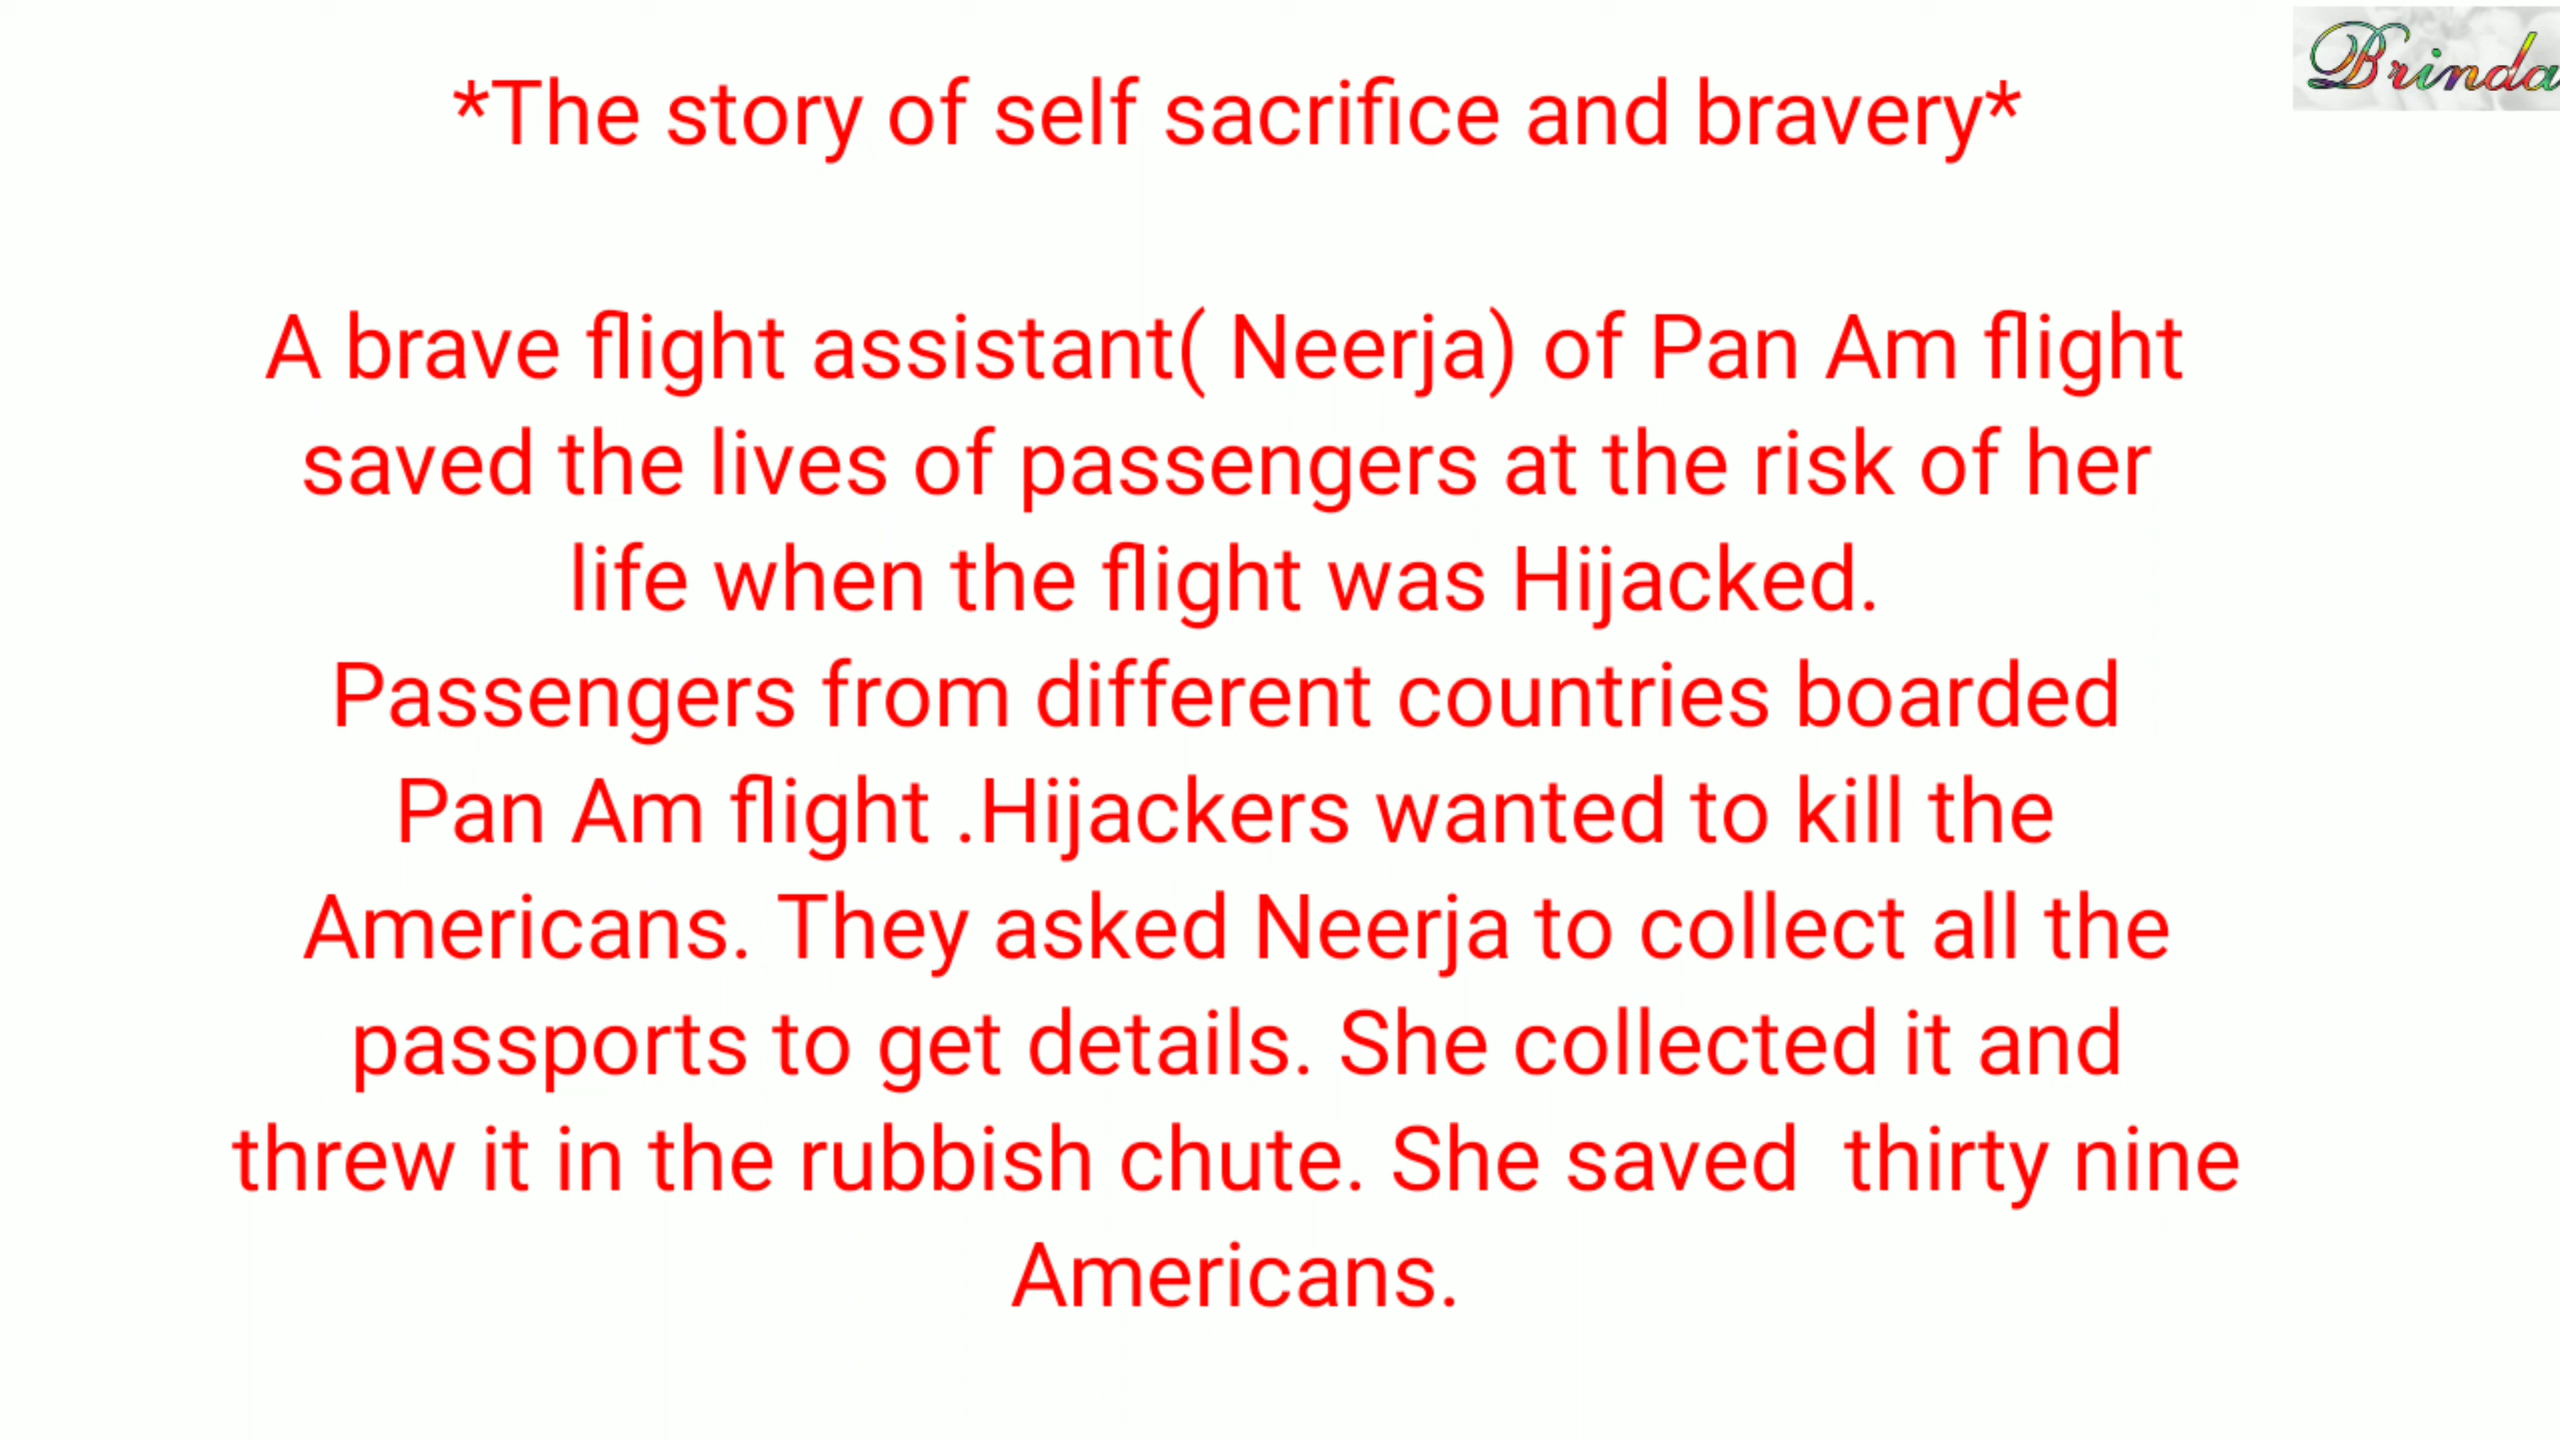 Brinda
*The story of self sacrifice and bravery*
A brave flight assistant( Neerja) of Pan Am flight
saved the lives of passengers at the risk of her
life when the flight was Hijacked.
Passengers from different countries boarded
Pan Am flight .Hijackers wanted to kill the
Americans. They asked Neerja to collect all the
passports to get details. She collected it and
threw it in the rubbish chute. She saved  thirty nine
Americans.